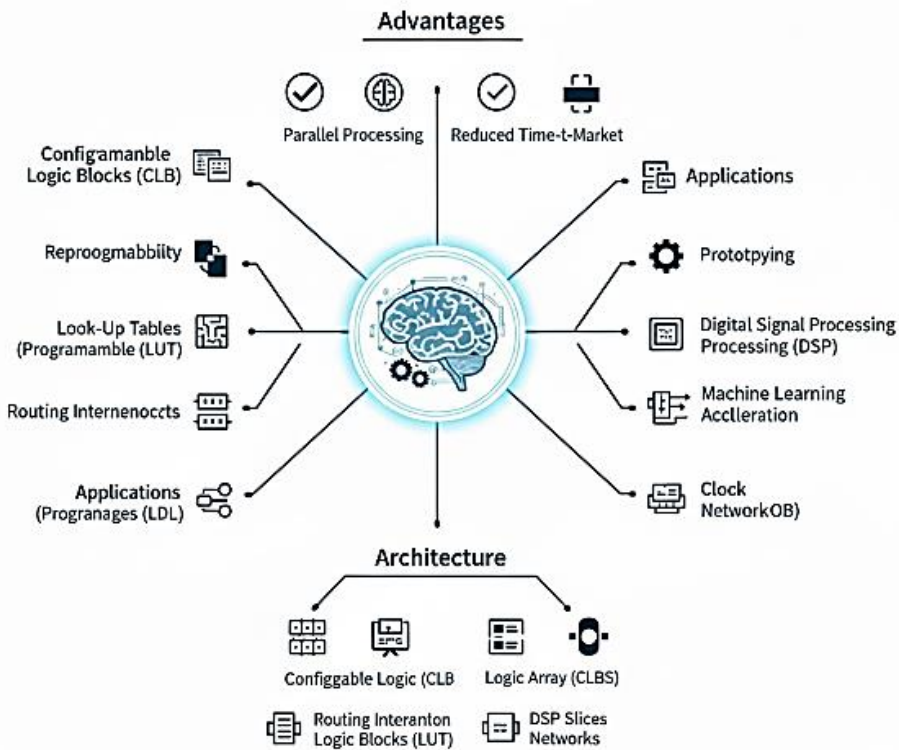 Advantages
Parallel Processing
Reduced Time-t-Market
Configamanble
Logic Blocks (CLB)
Reproogmabbiity
Look-Up Tables
(Programamble (LUT)
Routing Internenoccts
Applications
(Progranages (LDL)
Applications
Prototpying
Digital Signal Processing
Processing (DSP)
Machine Learning
Acclleration
Clock
NetworkOB)
Architecture
Configgable Logic (CLB
Logic Array (CLBS)
Routing Interanton
Logic Blocks (LUT)
DSP Slices
Networks